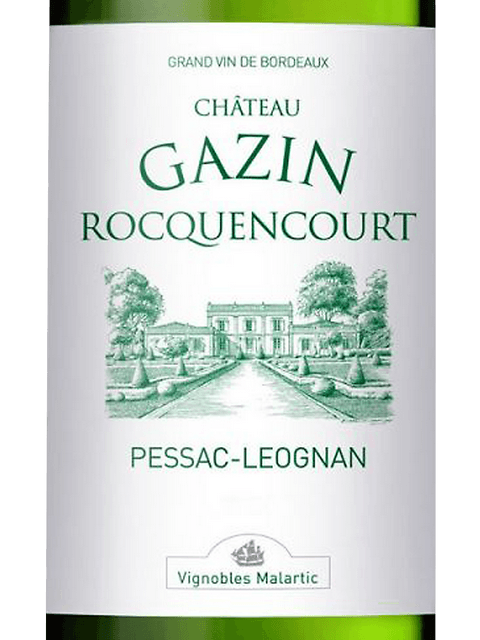 GRAND VIN DE BORDEAUX
CHÂTEAU
GAZIN
ROCQUENCOURT
PESSAC-LEOGNAN
Vignobles Malartic